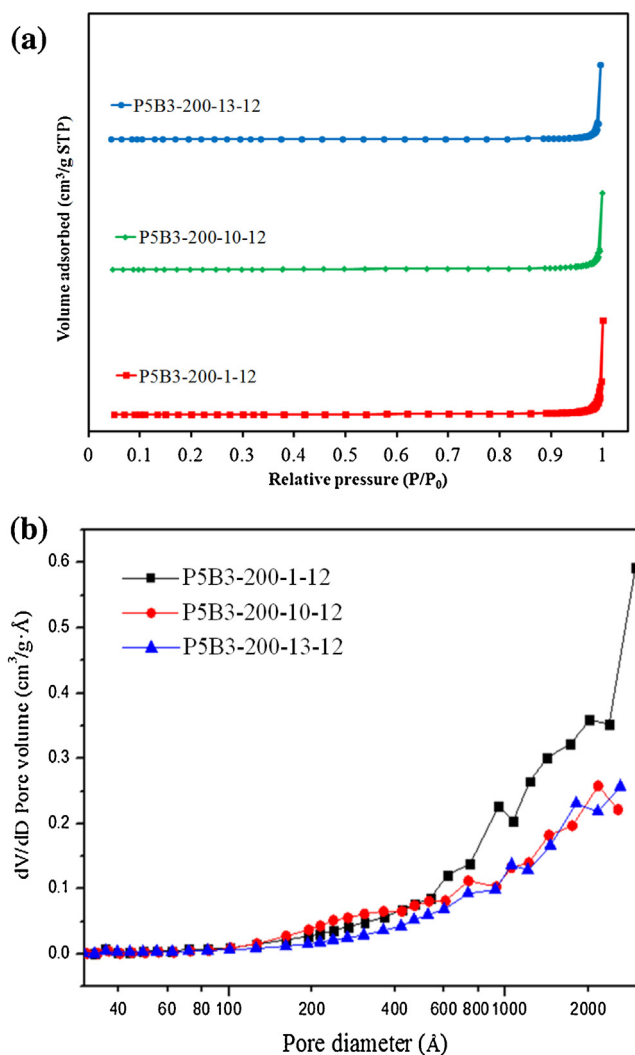 (a)
P5B3-200-13-12
P5B3-200-10-12
P5B3-200-1-12
Volume adsorbed (cm³/g STP)
0 0.1 0.2 0.3 0.4 0.5 0.6 0.7 0.8 0.9 1
Relative pressure (P/P₀)
(b)
0.6
0.5
0.4
0.3
0.2
0.1
0.0
P5B3-200-1-12
P5B3-200-10-12
P5B3-200-13-12
dV/dD Pore volume (cm³/g·Å)
40 60 80 100 200 400 600 800 1000 2000
Pore diameter (Å)